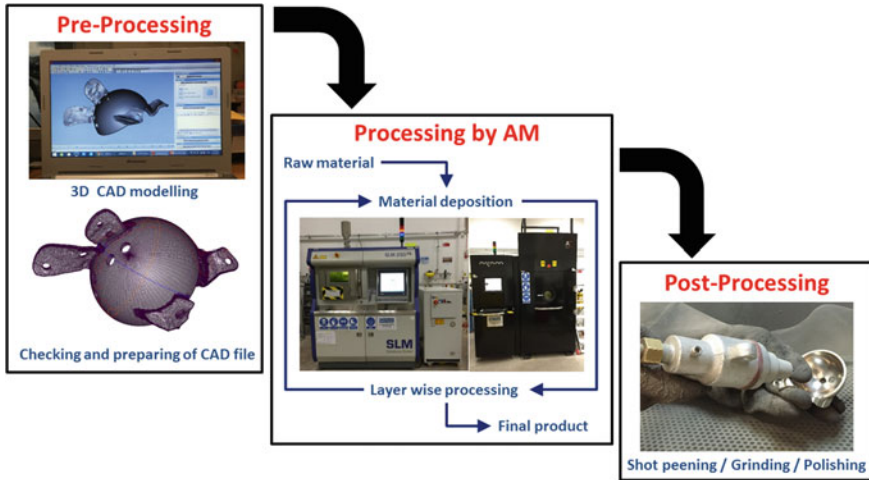 Pre-Processing
3D CAD modelling
Checking and preparing of CAD file
Processing by AM
Raw material
Material deposition
SLM
Layer wise processing
Final product
Post-Processing
Shot peening / Grinding / Polishing